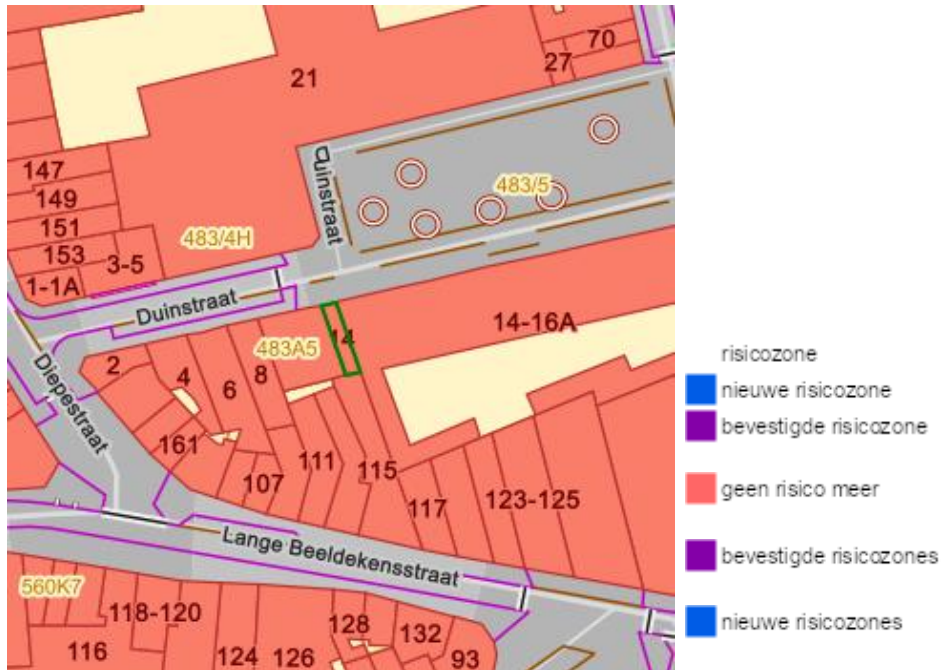 21
27
70
147
149
151
153
1-1A
3-5
483/4H
Duinstraat
483/5
Duinstraat
14
14-16A
483A5
2
4
6
8
Diepestraat
161
107
111
115
117
123-125
Lange Beeldekensstraat
560K7
118-120
116
124
126
128
132
93
risicozone
nieuwe risicozone
bevestigde risicozone
geen risico meer
bevestigde risicozones
nieuwe risicozones